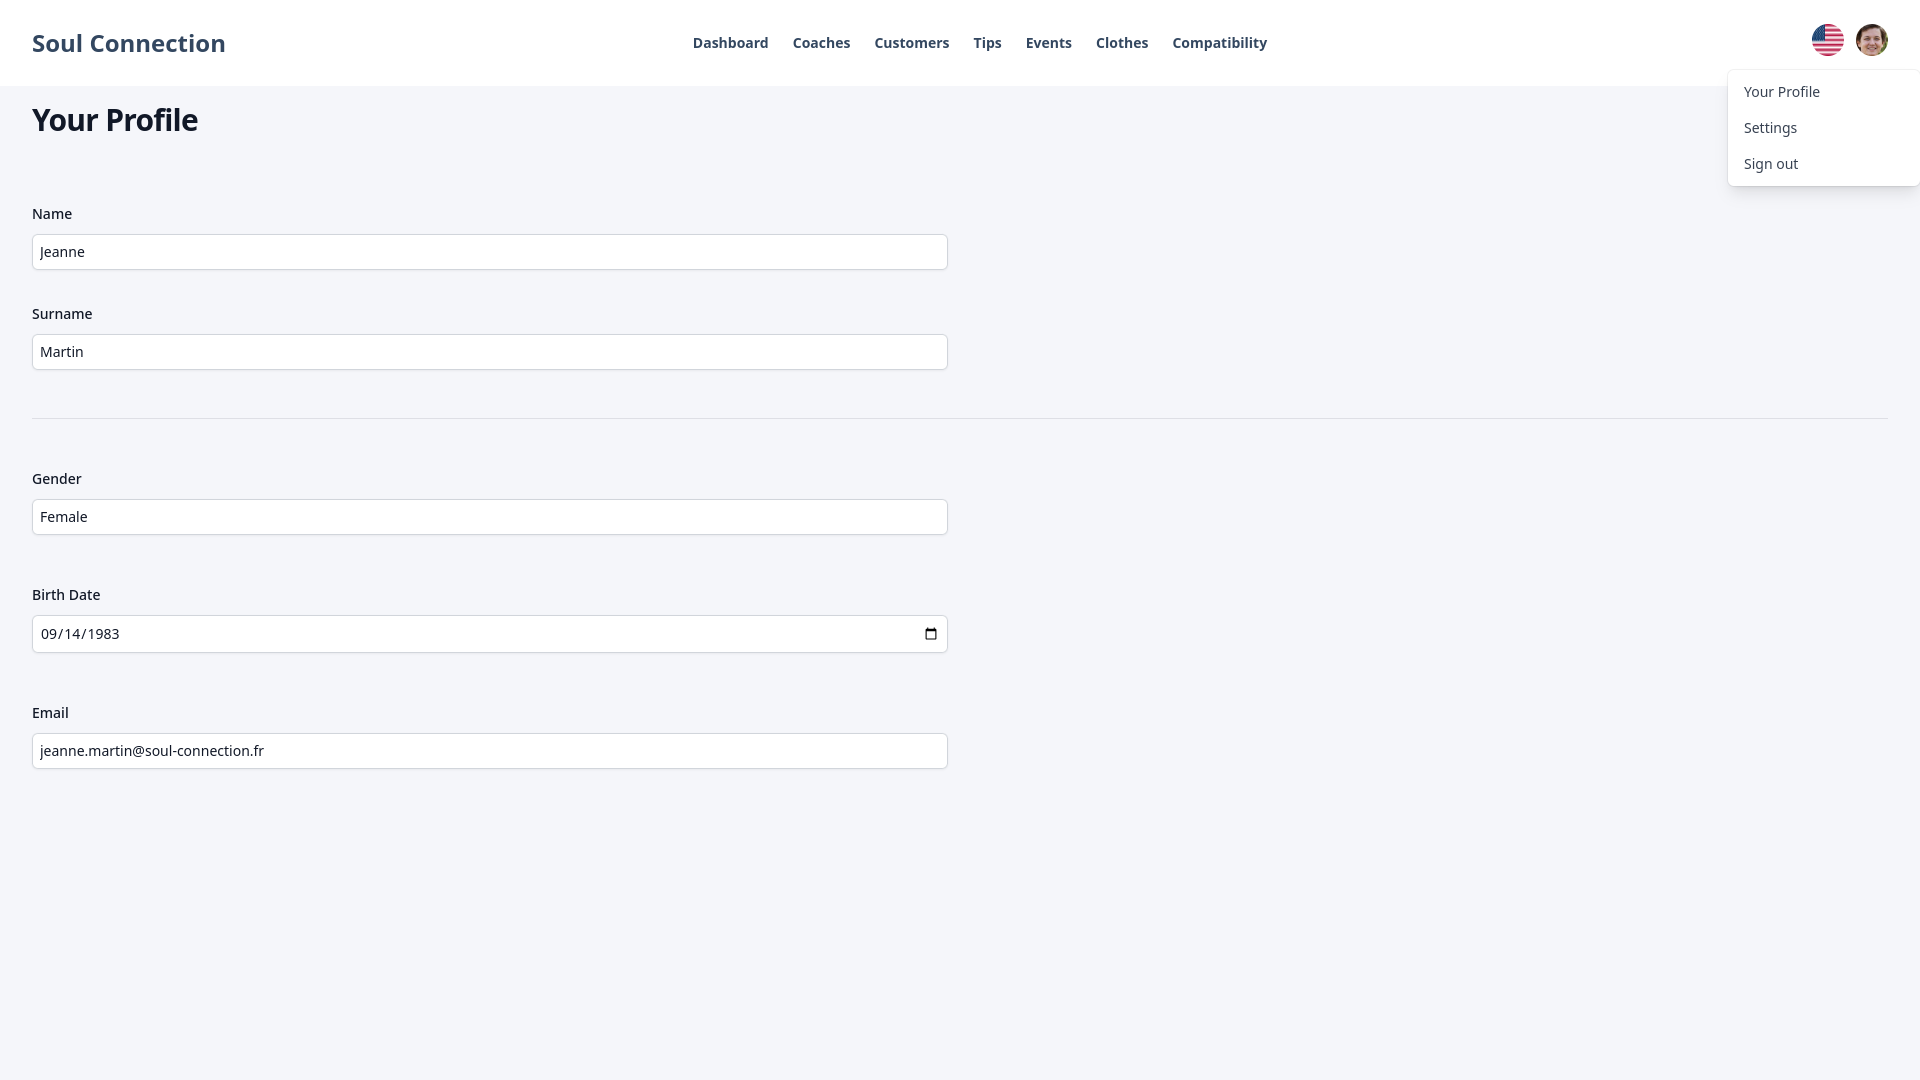 Soul Connection
Dashboard Coaches Customers Tips Events Clothes Compatibility
Your Profile
Settings
Sign out
Your Profile
Name
Jeanne
Surname
Martin
Gender
Female
Birth Date
09/14/1983
Email
jeanne.martin@soul-connection.fr